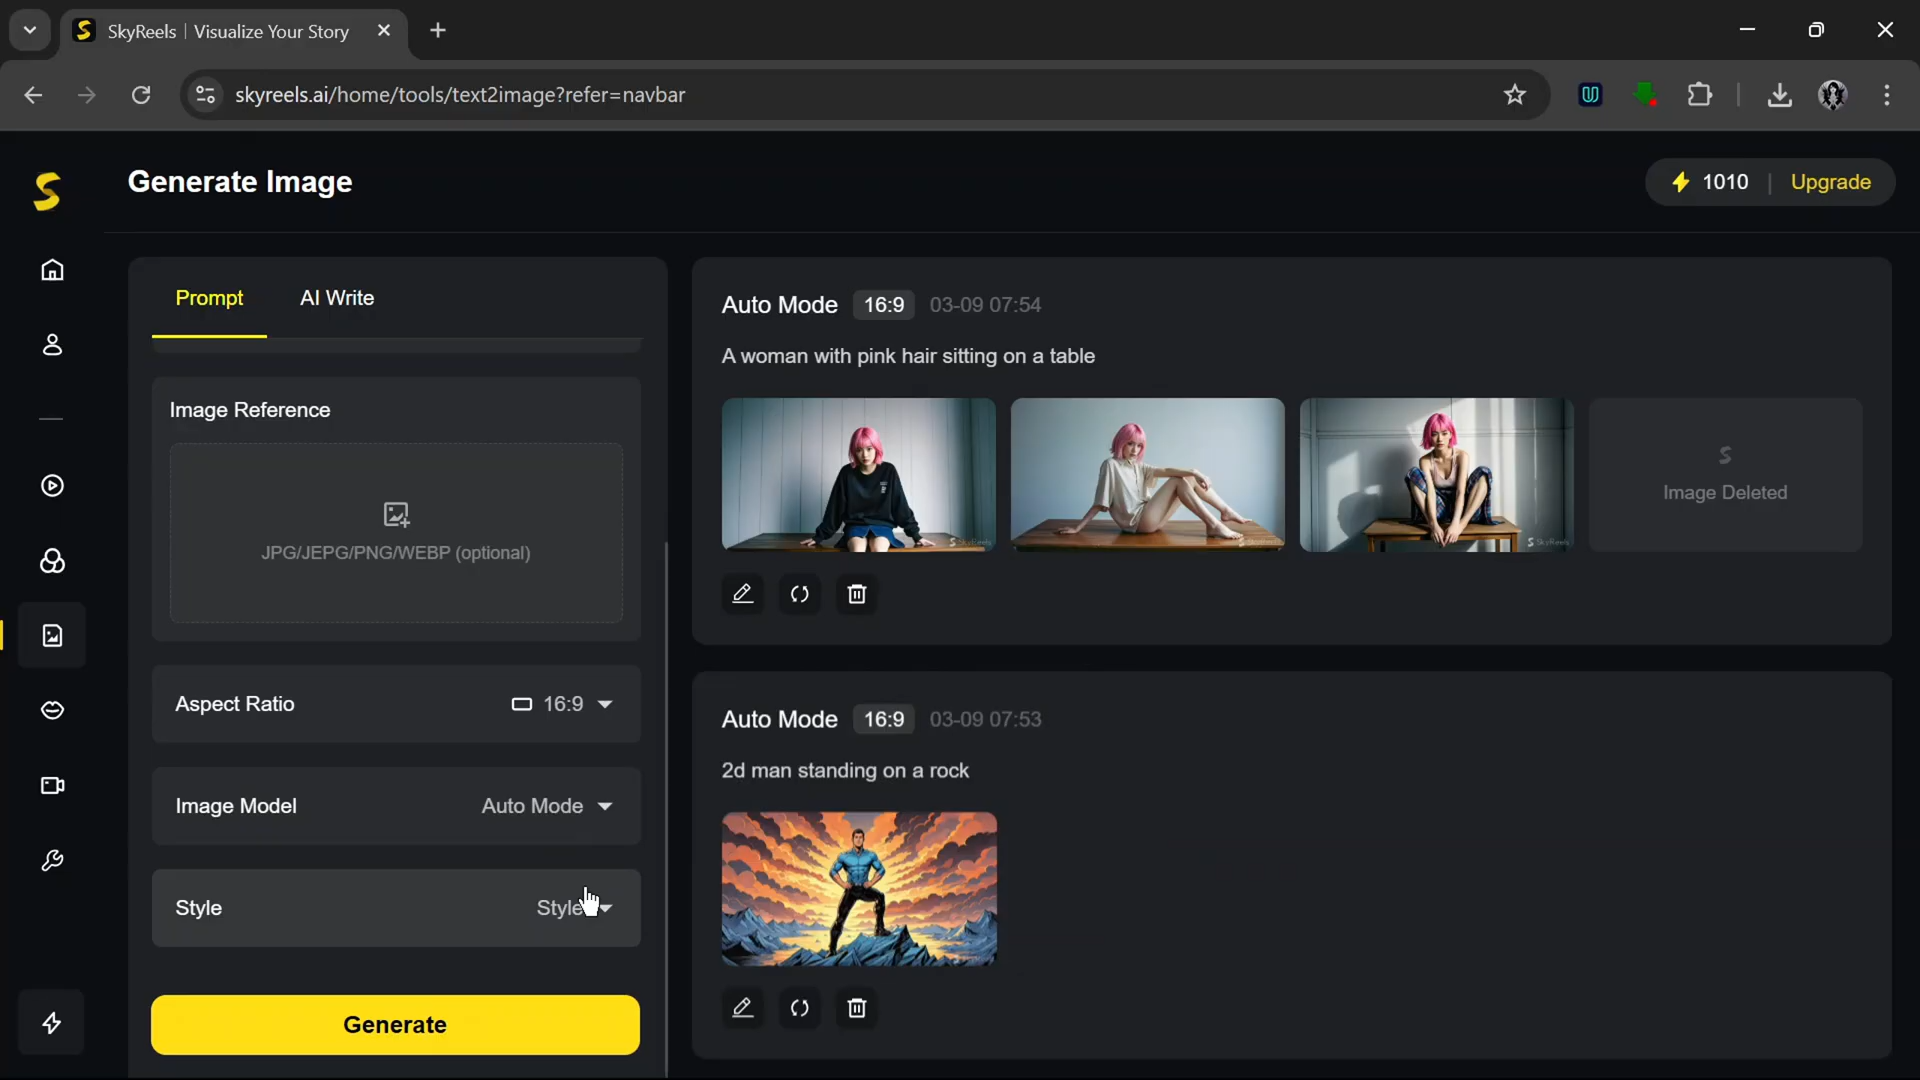 SkyReels | Visualize Your Story
skyreels.ai/home/tools/text2image?refer=navbar
Generate Image
1010 | Upgrade
Prompt
AI Write
Image Reference
JPG/JEPG/PNG/WEBP (optional)
Aspect Ratio
16:9
Image Model
Auto Mode
Style
Style
Generate
Auto Mode 16:9 03-09 07:54
A woman with pink hair sitting on a table
SkyReels
SkyReels
SkyReels
Image Deleted
Auto Mode 16:9 03-09 07:53
2d man standing on a rock